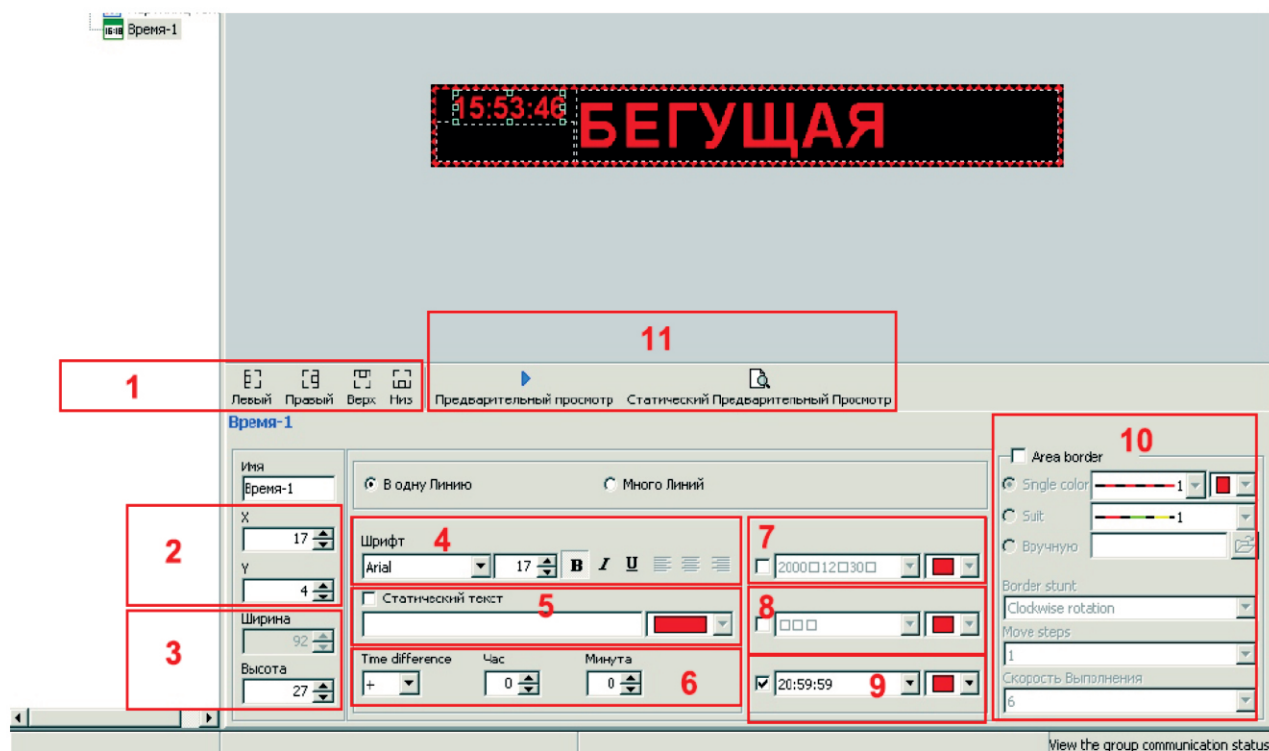 Время-1
15:53:46
БЕГУЩАЯ
11
1
Левый Правый Верх Низ Предварительный просмотр Статический Предварительный Просмотр
Время-1
10
Area border
Имя
Время-1
В одну Линию Много Линий
Single color 1
Suit 1
Вручную
2
X
17
Y
4
Шрифт 4
Arial 17 B I U
7
2000□12□30□
Статический текст
5
8
□□□
Border stunt
Clockwise rotation
Move steps
1
Скорость Выполнения
6
3
Ширина
92
Высота
27
Time difference Час Минута
+ 0 0 6
20:59:59 9
View the group communication status